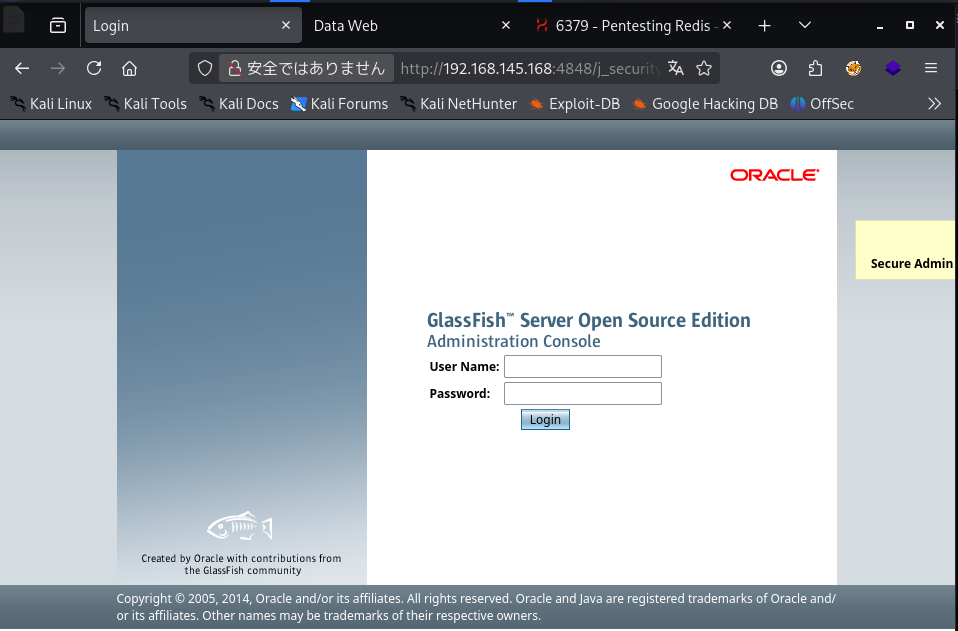 Login
Data Web
6379 - Pentesting Redis -
安全ではありません
http://192.168.145.168:4848/j_security
Kali Linux
Kali Tools
Kali Docs
Kali Forums
Kali NetHunter
Exploit-DB
Google Hacking DB
OffSec
ORACLE
Secure Admin
GlassFish™ Server Open Source Edition
Administration Console
User Name:
Password:
Login
Created by Oracle with contributions from
the GlassFish community
Copyright © 2005, 2014, Oracle and/or its affiliates. All rights reserved. Oracle and Java are registered trademarks of Oracle and/
or its affiliates. Other names may be trademarks of their respective owners.